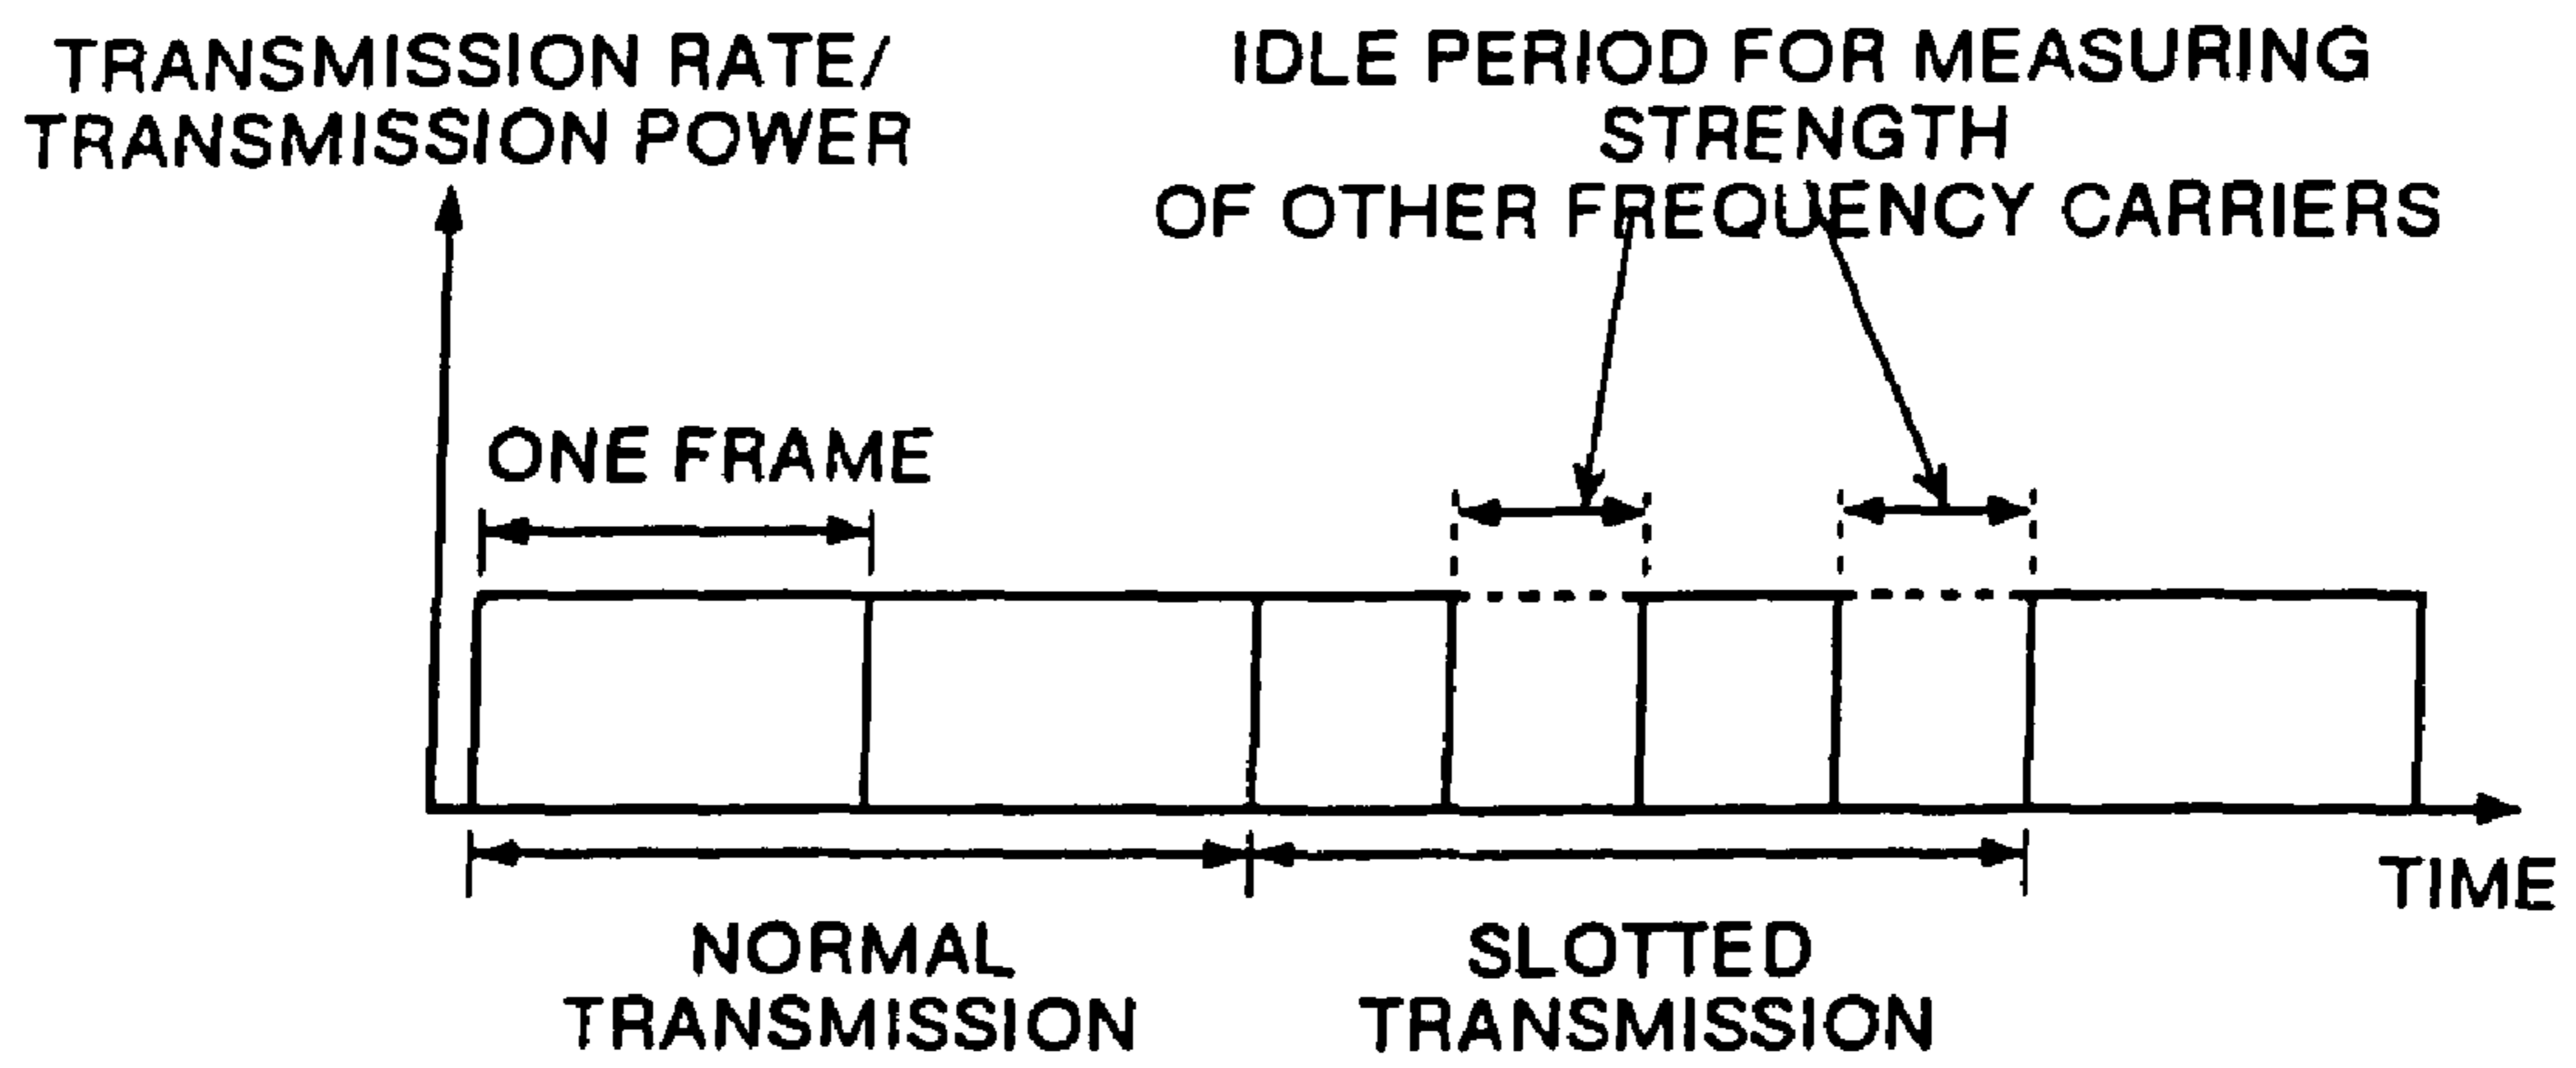 TRANSMISSION RATE/
TRANSMISSION POWER
IDLE PERIOD FOR MEASURING
STRENGTH
OF OTHER FREQUENCY CARRIERS
ONE FRAME
TIME
NORMAL
TRANSMISSION
SLOTTED
TRANSMISSION